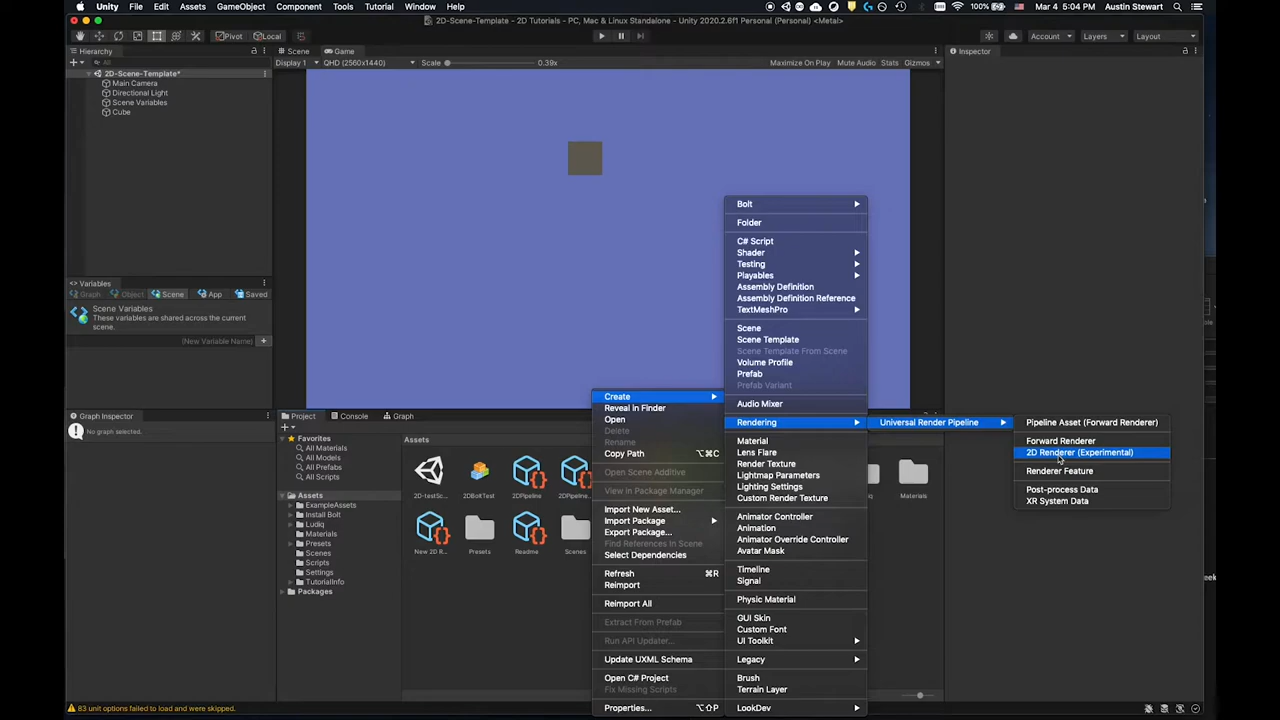 Unity File Edit Assets GameObject Component Tools Tutorial Window Help 100% Mar 4 5:04 PM Austin Stewart
2D-Scene-Template - 2D Tutorials - PC, Mac & Linux Standalone - Unity 2020.2.6f1 Personal (Personal) <Metal>
Pivot Local Account Layers Layout
Hierarchy Scene Game Inspector
All Display 1 QHD (2560x1440) Scale 0.39x Maximize On Play Mute Audio Stats Gizmos
2D-Scene-Template*
Main Camera
Directional Light
Scene Variables
Cube
Variables
Graph Object Scene App Saved
Scene Variables
These variables are shared across the current
scene.
(New Variable Name)
Graph Inspector
No graph selected.
Project Console Graph
Favorites
All Materials
All Models
All Prefabs
All Scripts
Assets
ExampleAssets
Install Bolt
Ludiq
Materials
Presets
Scenes
Scripts
Settings
TutorialInfo
Packages
Assets
2D-testSc...
2DBoltTest
2DPipeline
2DPipeline...
Materials
New 2D R...
Presets
Readme
Scenes
Create
Reveal in Finder
Open
Delete
Rename
Copy Path ⌥⌘C
Open Scene Additive
View in Package Manager
Import New Asset...
Import Package
Export Package...
Find References In Scene
Select Dependencies
Refresh ⌘R
Reimport
Reimport All
Extract From Prefab
Run API Updater...
Update UXML Schema
Open C# Project
Fix Missing Scripts
Properties... ⌥⇧P
Bolt
Folder
C# Script
Shader
Testing
Playables
Assembly Definition
Assembly Definition Reference
TextMeshPro
Scene
Scene Template
Scene Template From Scene
Volume Profile
Prefab
Prefab Variant
Audio Mixer
Rendering
Material
Lens Flare
Render Texture
Lightmap Parameters
Lighting Settings
Custom Render Texture
Animator Controller
Animation
Animator Override Controller
Avatar Mask
Timeline
Signal
Physic Material
GUI Skin
Custom Font
UI Toolkit
Legacy
Brush
Terrain Layer
LookDev
Universal Render Pipeline
Pipeline Asset (Forward Renderer)
Forward Renderer
2D Renderer (Experimental)
Renderer Feature
Post-process Data
XR System Data
83 unit options failed to load and were skipped.